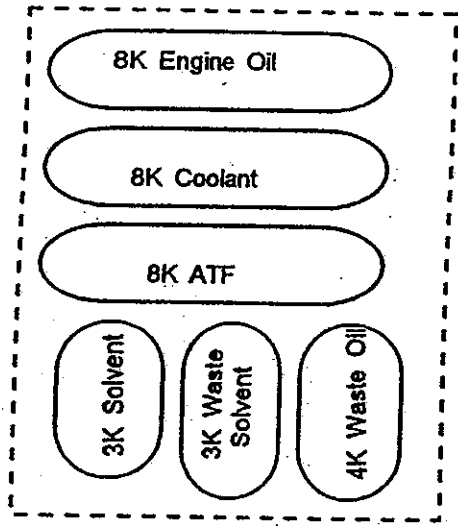 8K Engine Oil
8K Coolant
8K ATF
3K Solvent
3K Waste
Solvent
4K Waste Oil